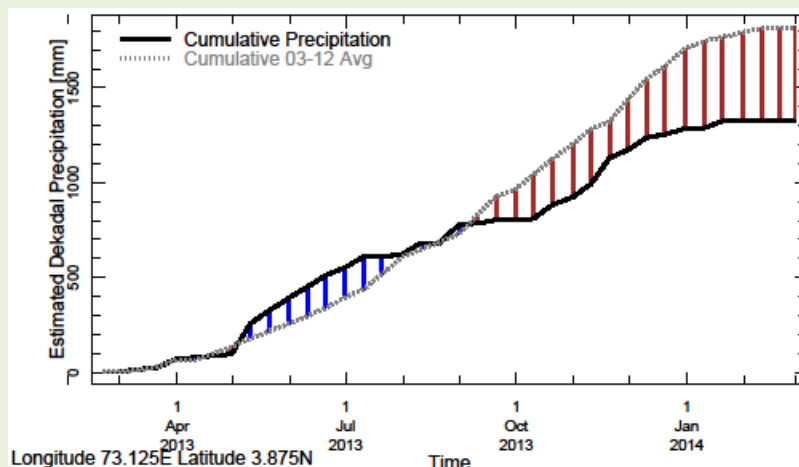 Cumulative Precipitation
Cumulative 03-12 Avg
Estimated Dekadal Precipitation [mm]
1500
1000
500
0
1 1 1 1
Apr Jul Oct Jan
2013 2013 2013 2014
Longitude 73.125E Latitude 3.875N Time